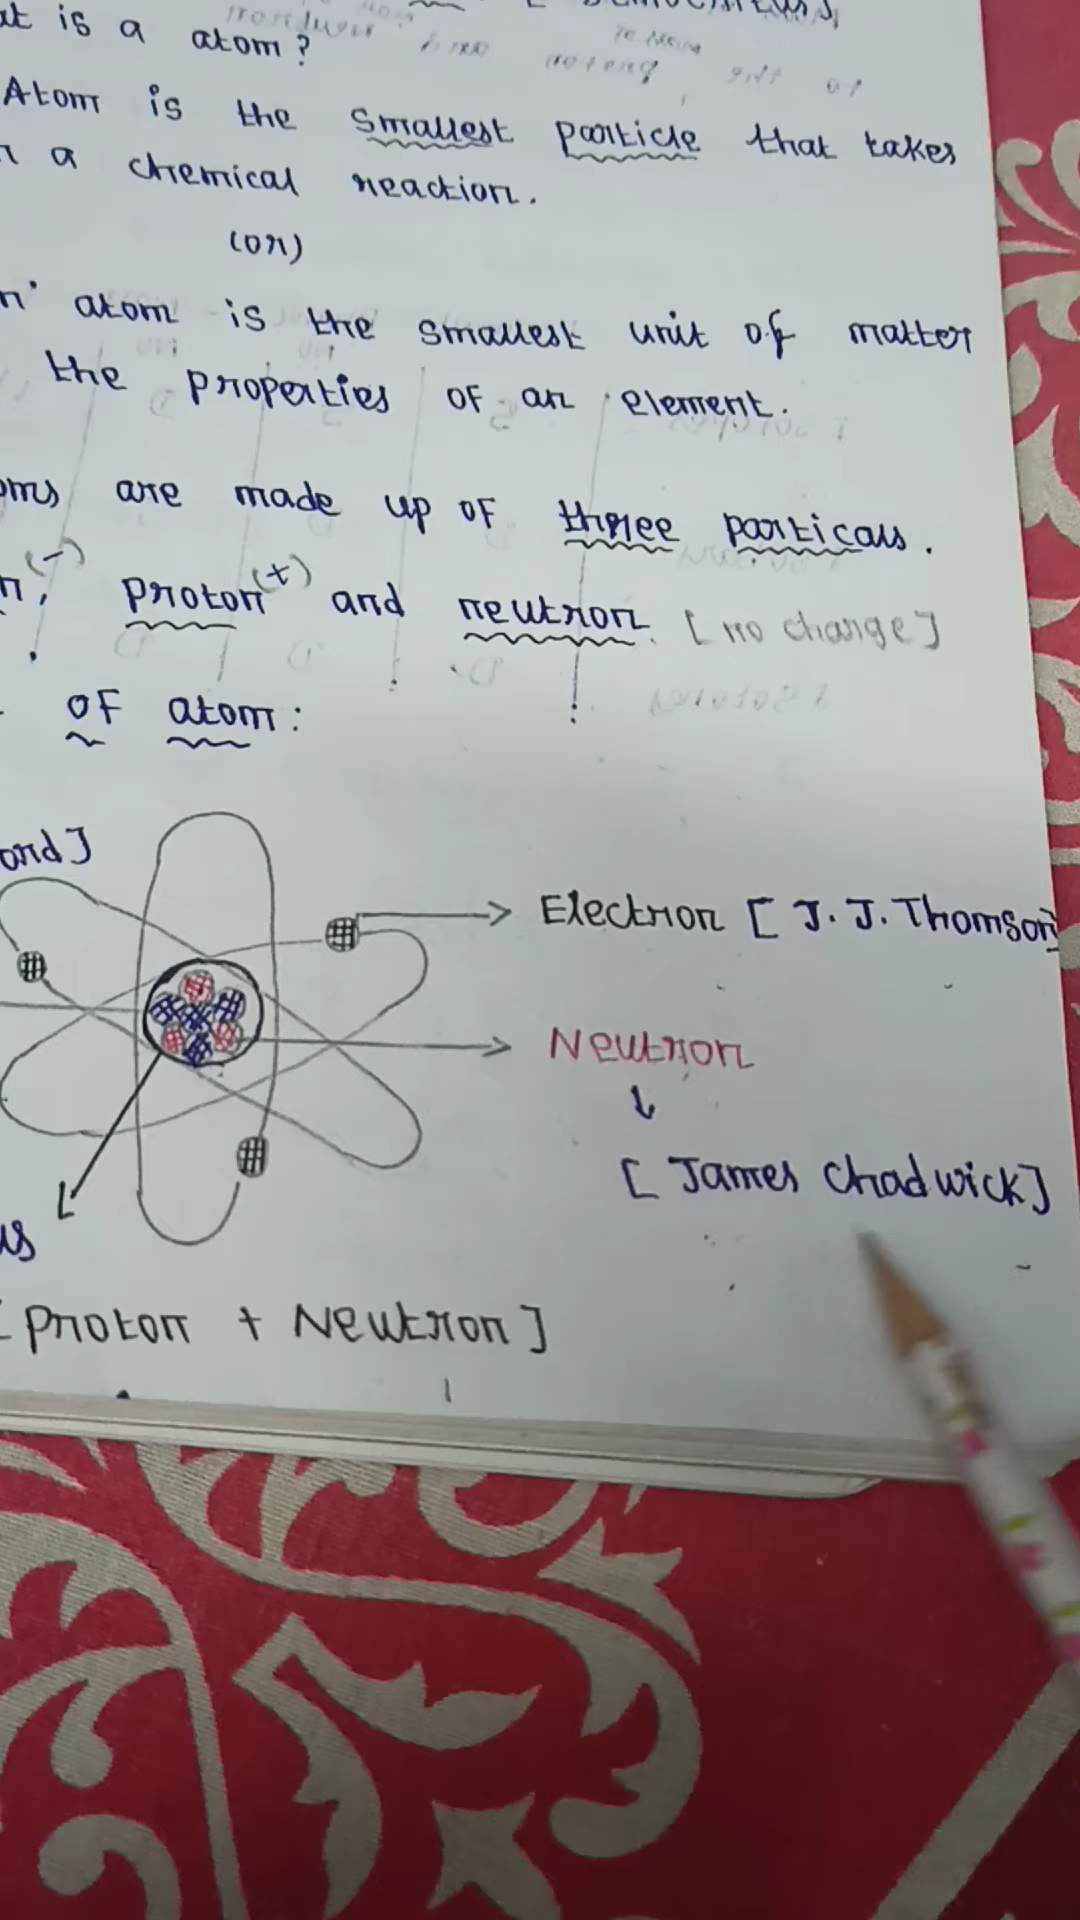 is a atom?
Atom is the smallest particle that takes
a chemical reaction.
(or)
atom is the smallest unit of matter
the properties of an element.
are made up of three particals.
(-) proton (+) and neutron. [no charge]
of atom:
Electron [J. J. Thomson]
Neutron
[James Chadwick]
[Proton + Neutron]